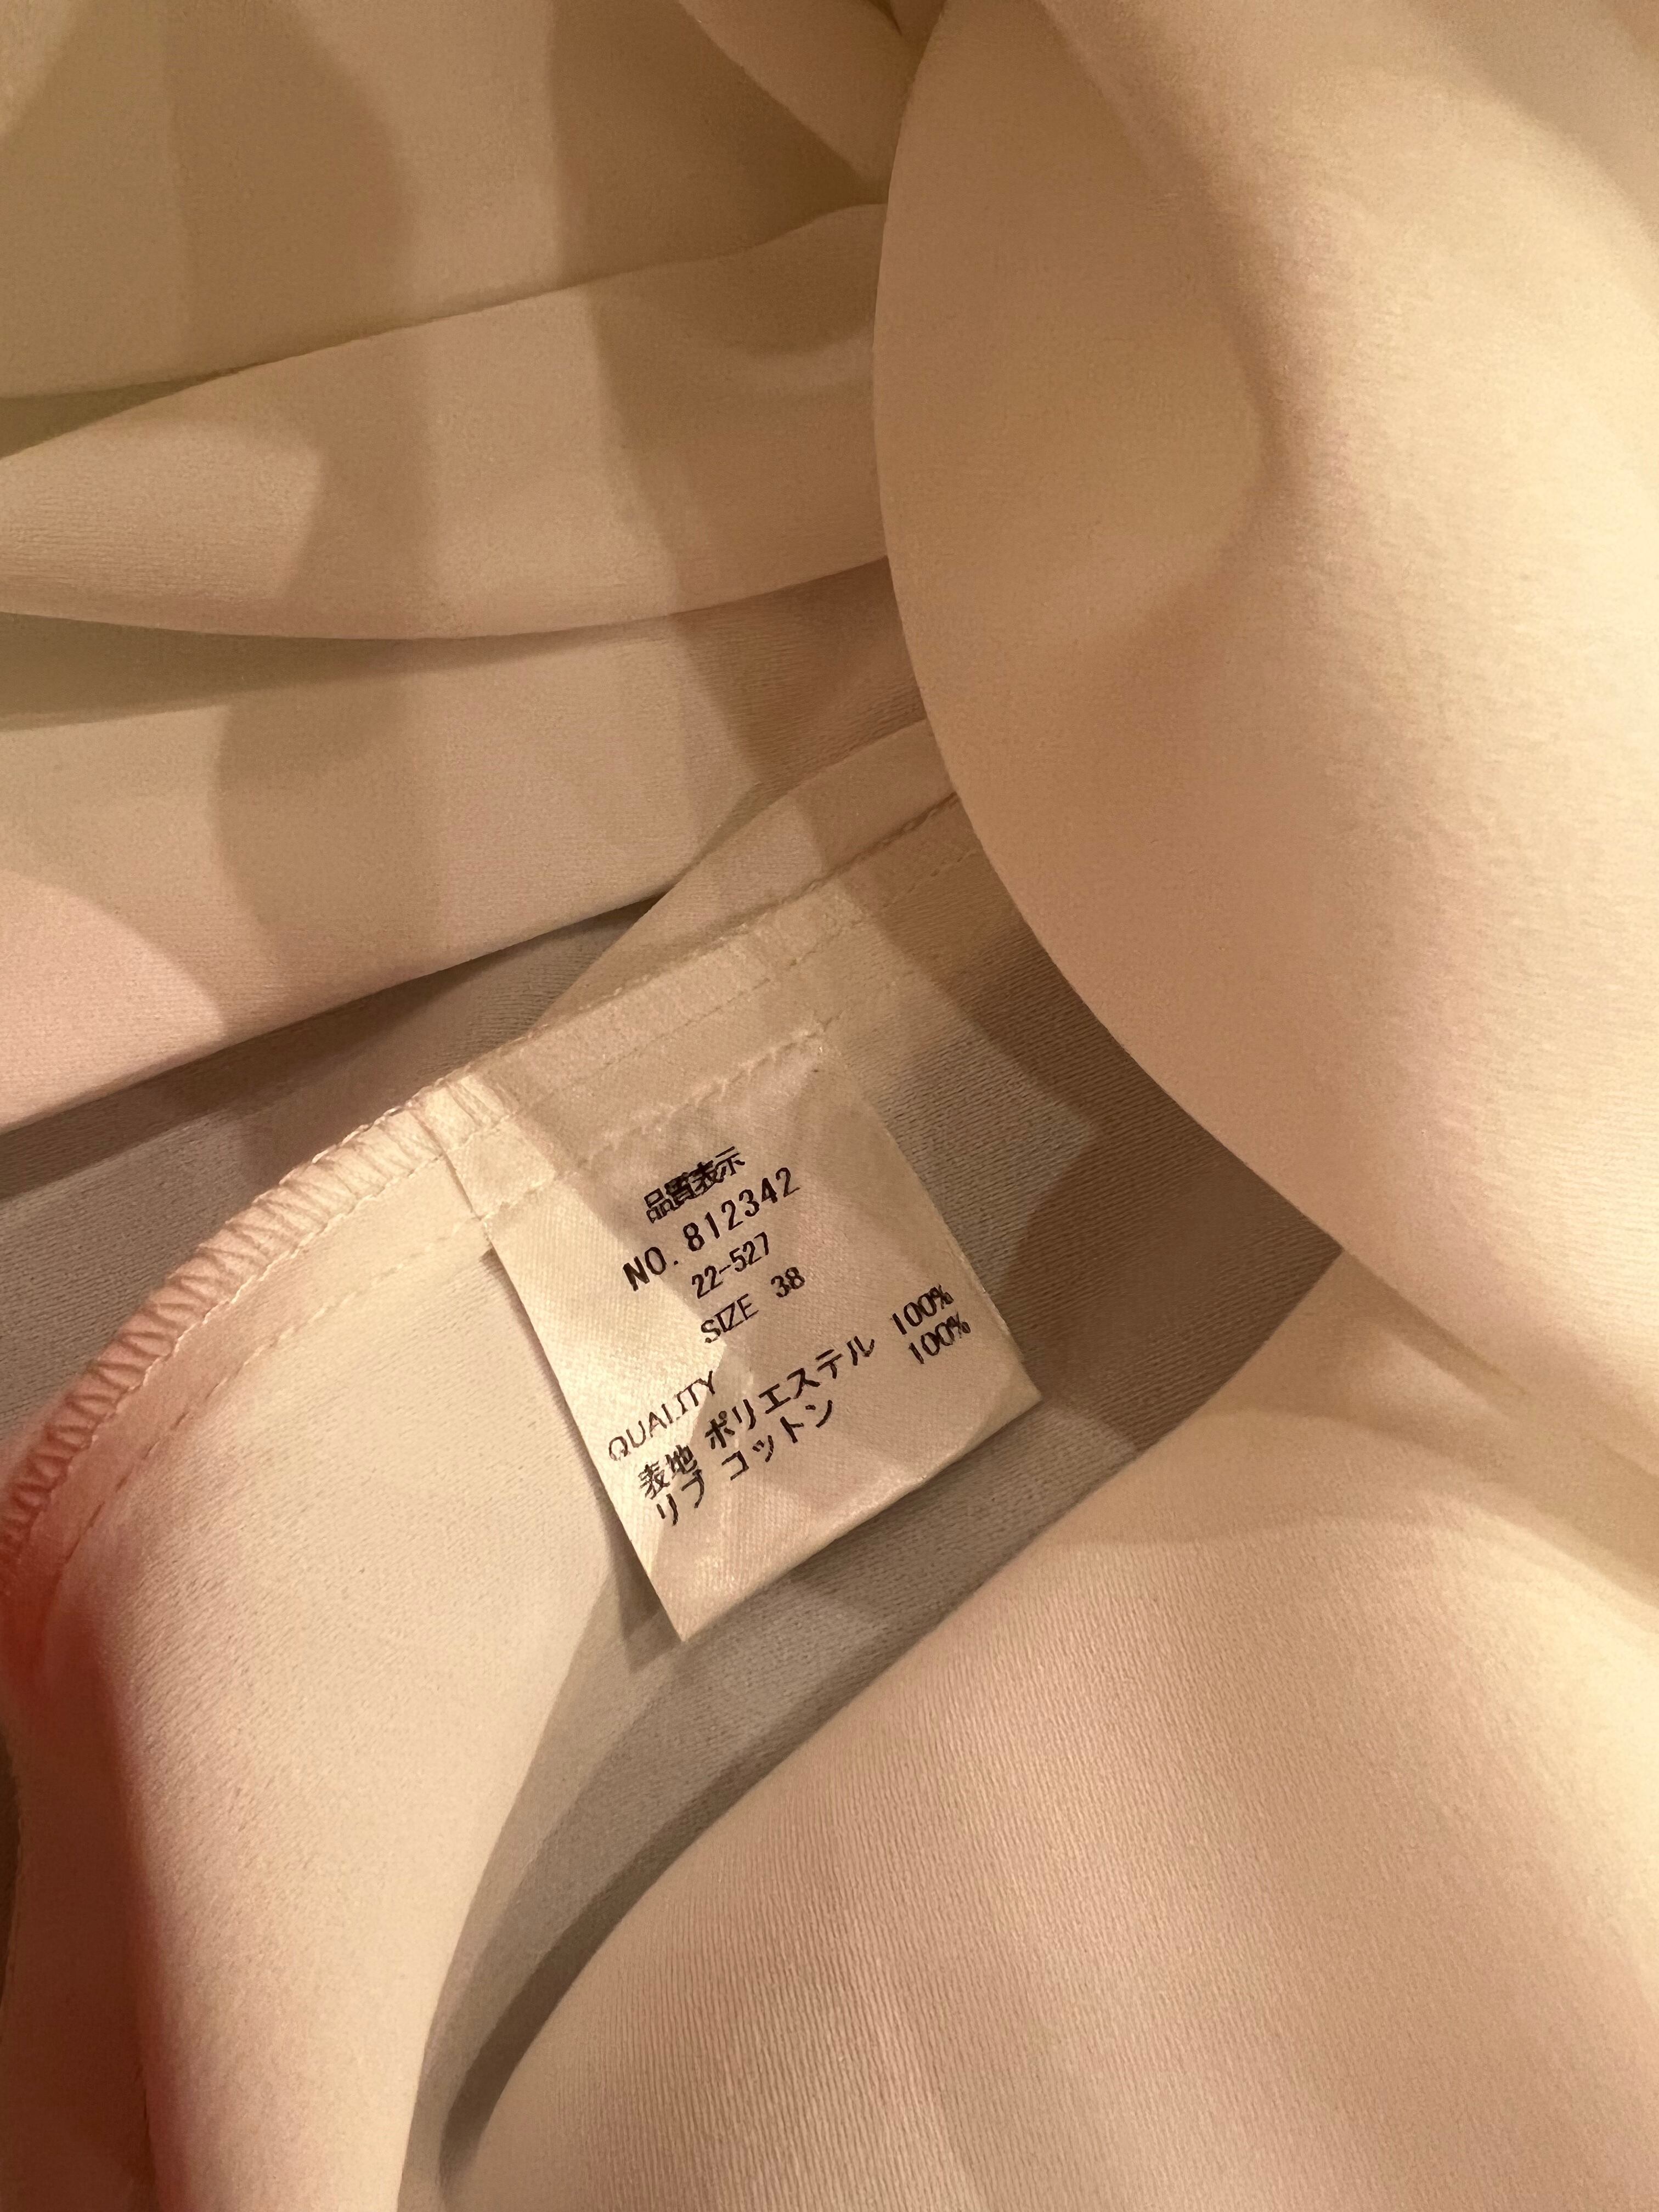 品質表示
NO. 812342
22-527
SIZE 38
QUALITY
表地 ポリエステル 100%
リブ コットン 100%